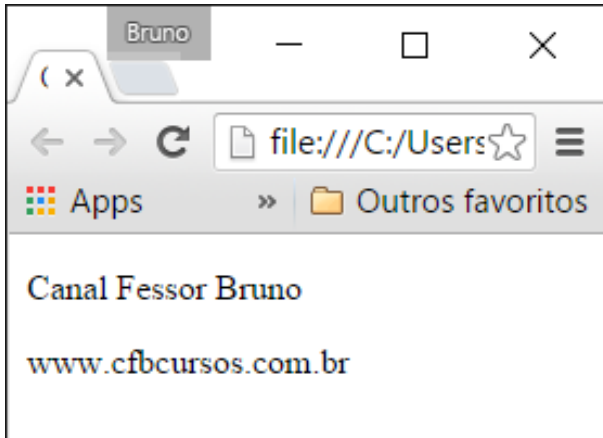 Bruno
(
file:///C:/Users
Apps » Outros favoritos
Canal Fessor Bruno
www.cfbcursos.com.br